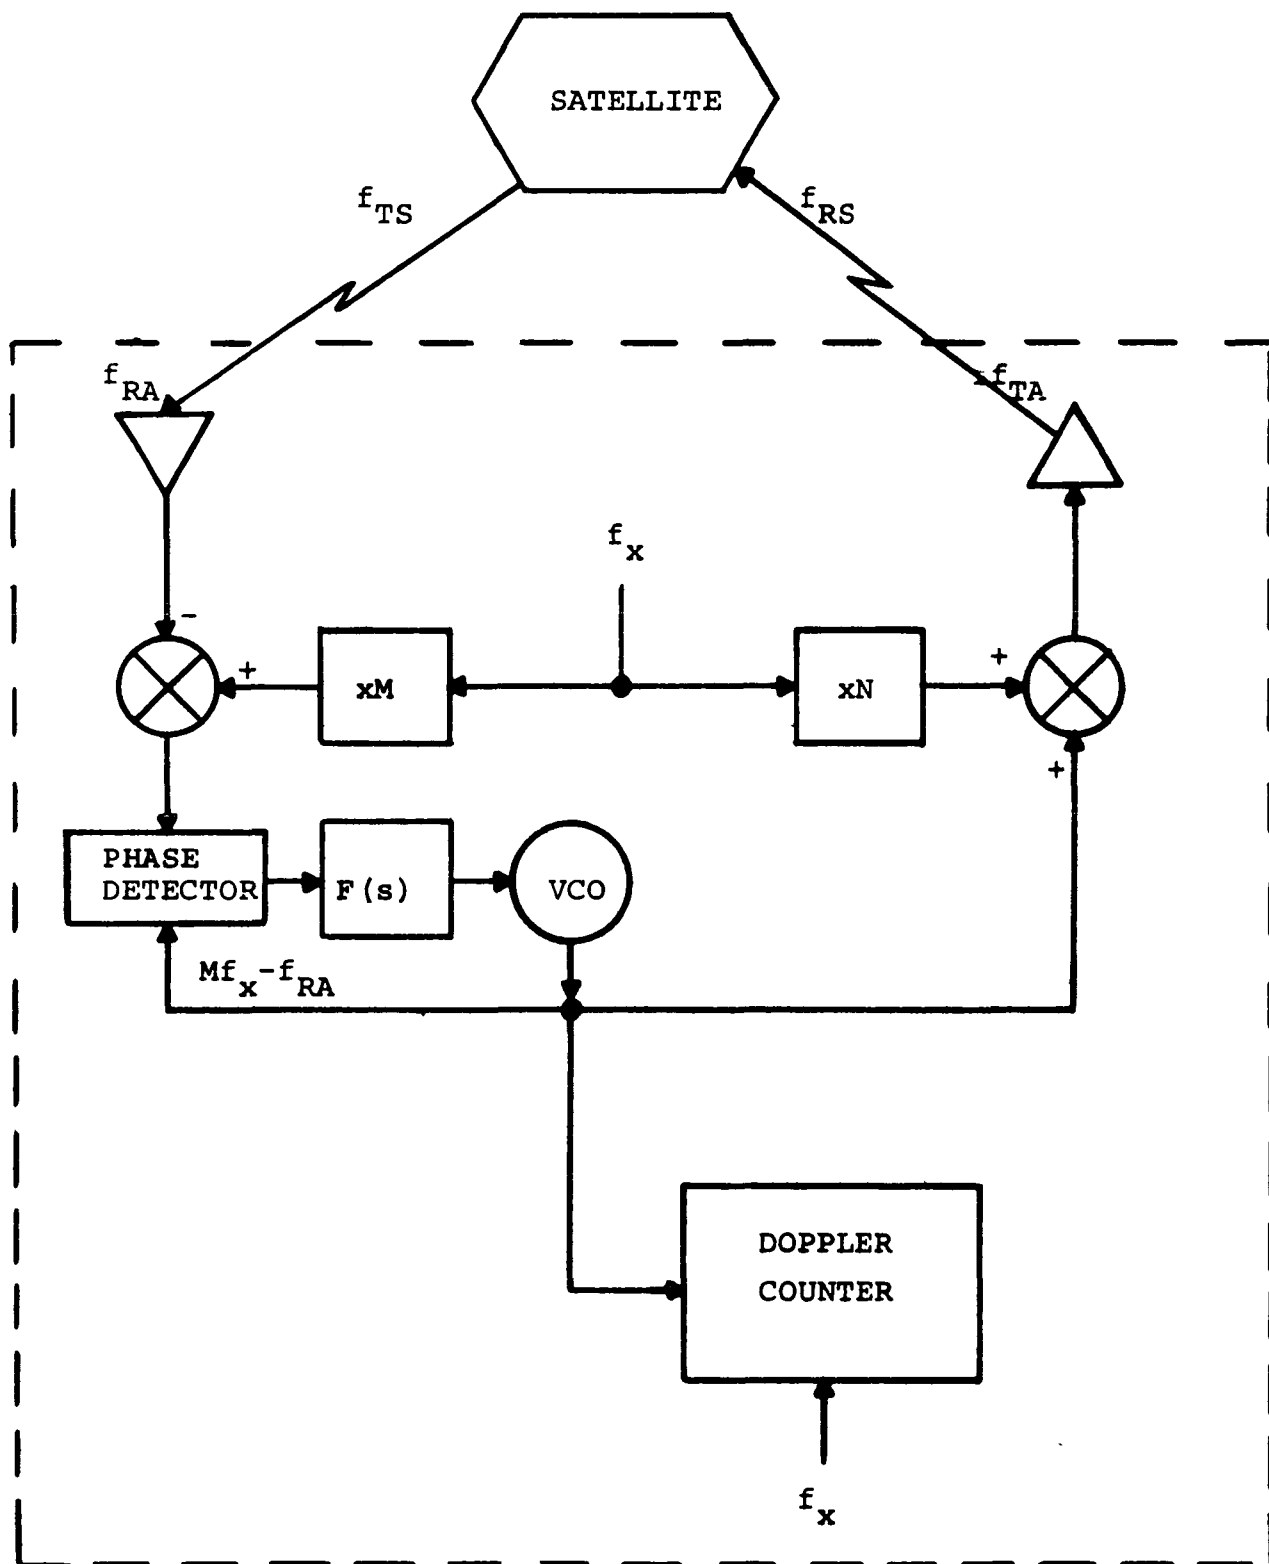 SATELLITE
f_TS
f_RS
f_RA
f_TA
f_x
-
+
xM
xN
+
+
PHASE
DETECTOR
F(s)
VCO
Mf_x-f_RA
DOPPLER
COUNTER
f_x